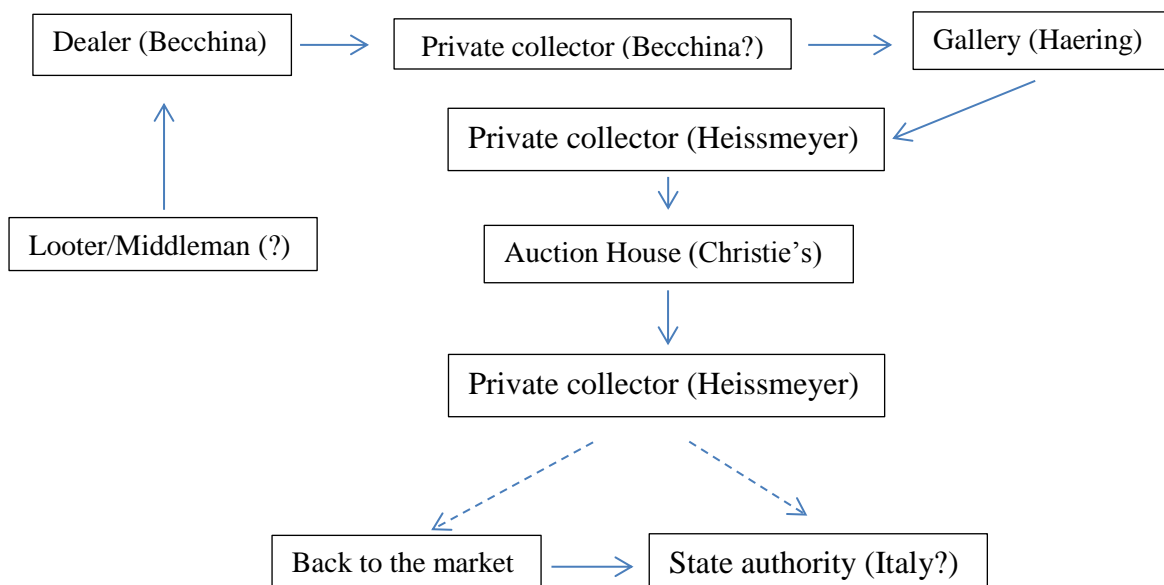 Dealer (Becchina)
Private collector (Becchina?)
Gallery (Haering)
Private collector (Heissmeyer)
Looter/Middleman (?)
Auction House (Christie’s)
Private collector (Heissmeyer)
Back to the market
State authority (Italy?)